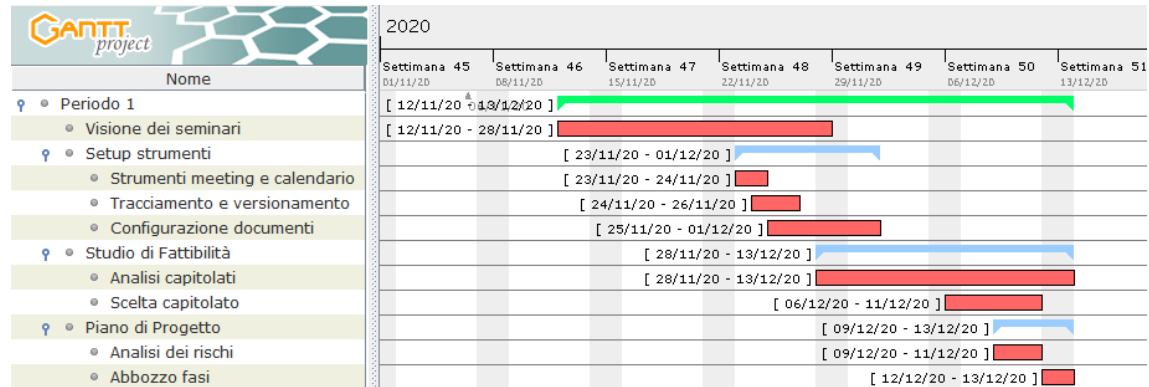 GANTT
project
2020
Settimana 45 Settimana 46 Settimana 47 Settimana 48 Settimana 49 Settimana 50 Settimana 51
01/11/20 08/11/20 15/11/20 22/11/20 29/11/20 06/12/20 13/12/20
Nome
Periodo 1 [ 12/11/20 - 13/12/20 ]
Visione dei seminari [ 12/11/20 - 28/11/20 ]
Setup strumenti [ 23/11/20 - 01/12/20 ]
Strumenti meeting e calendario [ 23/11/20 - 24/11/20 ]
Tracciamento e versionamento [ 24/11/20 - 26/11/20 ]
Configurazione documenti [ 25/11/20 - 01/12/20 ]
Studio di Fattibilità [ 28/11/20 - 13/12/20 ]
Analisi capitolati [ 28/11/20 - 13/12/20 ]
Scelta capitolato [ 06/12/20 - 11/12/20 ]
Piano di Progetto [ 09/12/20 - 13/12/20 ]
Analisi dei rischi [ 09/12/20 - 11/12/20 ]
Abbozzo fasi [ 12/12/20 - 13/12/20 ]